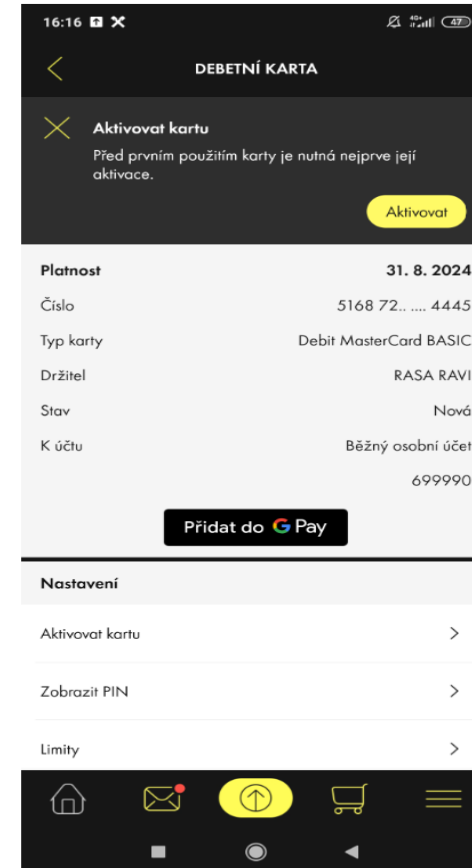 16:16
47
DEBETNÍ KARTA
Aktivovat kartu
Před prvním použitím karty je nutná nejprve její
aktivace.
Aktivovat
Platnost 31. 8. 2024
Číslo 5168 72.. .... 4445
Typ karty Debit MasterCard BASIC
Držitel RASA RAVI
Stav Nová
K účtu Běžný osobní účet
699990
Přidat do G Pay
Nastavení
Aktivovat kartu
Zobrazit PIN
Limity